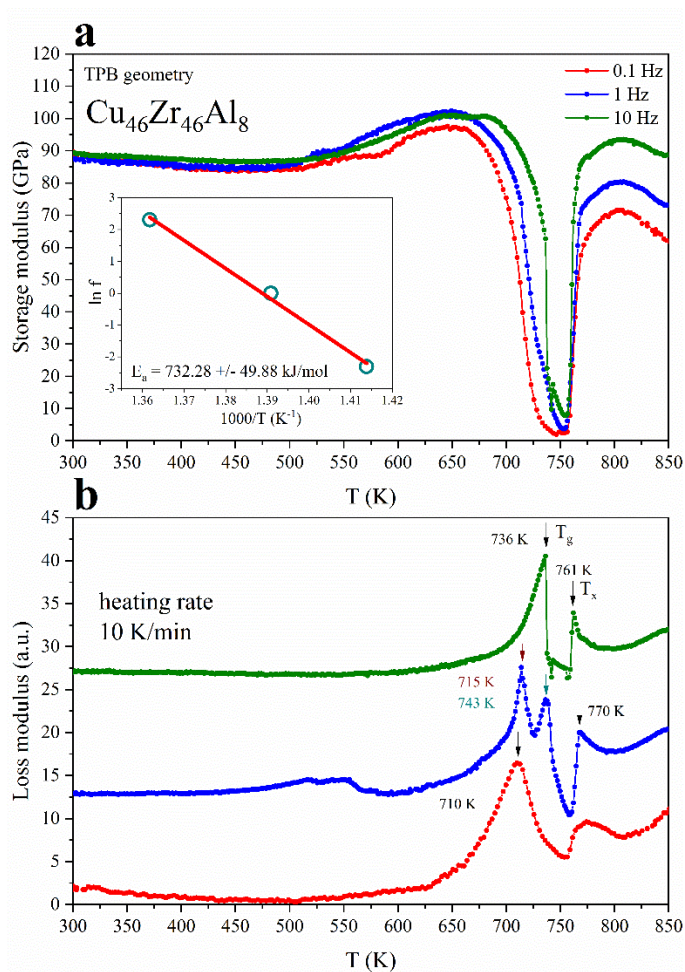 a
120
110
100
90
80
70
60
50
40
30
20
10
0
Storage modulus (GPa)
TPB geometry
Cu46Zr46Al8
0.1 Hz
1 Hz
10 Hz
3
2
1
0
-1
-2
-3
ln f
Ea = 732.28 +/- 49.88 kJ/mol
1.36 1.37 1.38 1.39 1.40 1.41 1.42
1000/T (K-1)
300 350 400 450 500 550 600 650 700 750 800 850
T (K)
b
45
40
35
30
25
20
15
10
5
0
Loss modulus (a.u.)
heating rate
10 K/min
736 K
Tg
761 K
Tx
715 K
743 K
770 K
710 K
300 350 400 450 500 550 600 650 700 750 800 850
T (K)